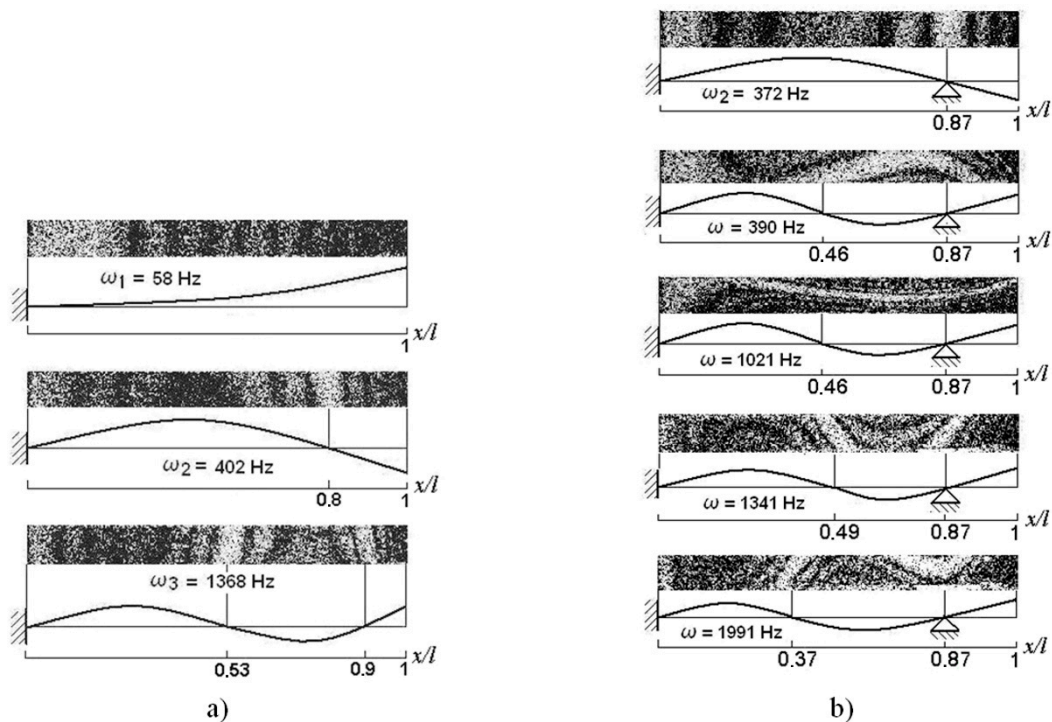 ω1 = 58 Hz
x/l
1
ω2 = 402 Hz
x/l
0.8 1
ω3 = 1368 Hz
x/l
0.53 0.9 1
a)
ω2 = 372 Hz
x/l
0.87 1
ω = 390 Hz
x/l
0.46 0.87 1
ω = 1021 Hz
x/l
0.46 0.87 1
ω = 1341 Hz
x/l
0.49 0.87 1
ω = 1991 Hz
x/l
0.37 0.87 1
b)